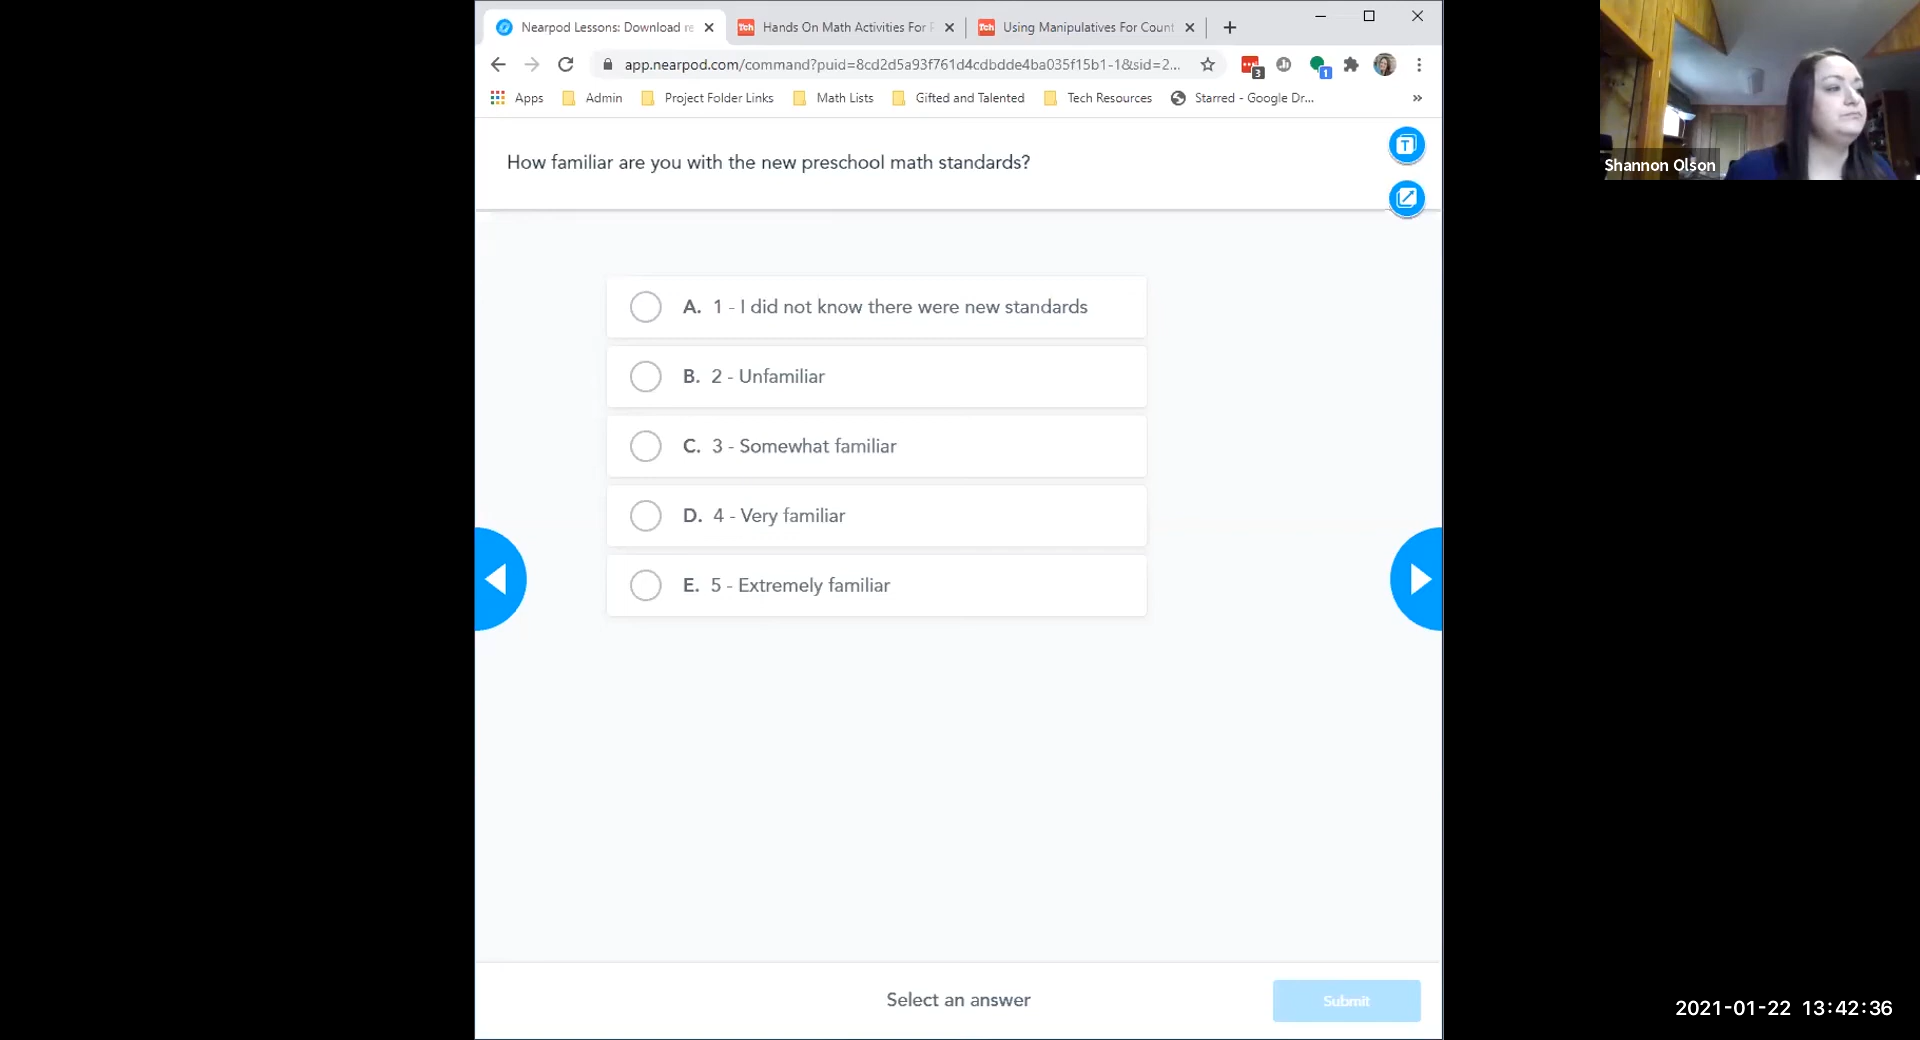 Nearpod Lessons: Download re
Hands On Math Activities For P
Using Manipulatives For Count
app.nearpod.com/command?puid=8cd2d5a93f761d4cdbdde4ba035f15b1-1&sid=2...
3
1
Apps
Admin
Project Folder Links
Math Lists
Gifted and Talented
Tech Resources
Starred - Google Dr...
»
How familiar are you with the new preschool math standards?
T
A. 1 - I did not know there were new standards
B. 2 - Unfamiliar
C. 3 - Somewhat familiar
D. 4 - Very familiar
E. 5 - Extremely familiar
Select an answer
Submit
Tch
Tch
Shannon Olson
2021-01-22 13:42:36